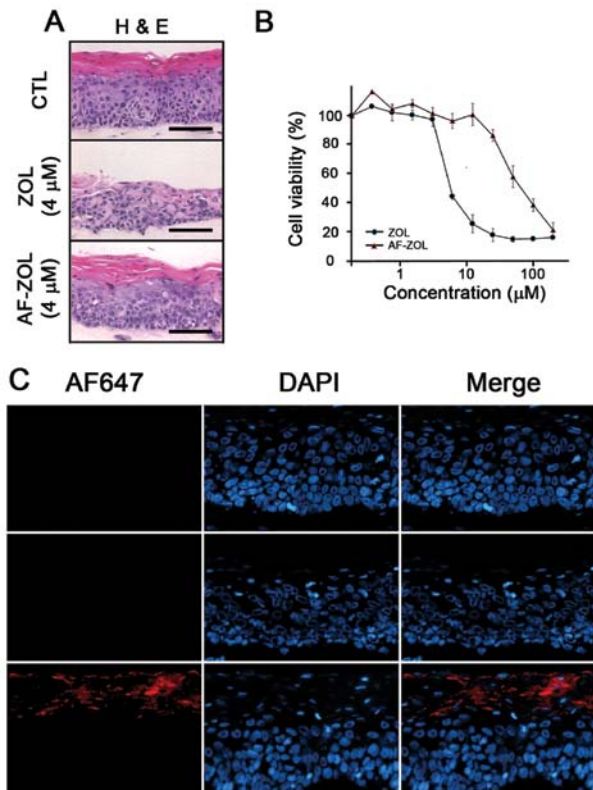 A
H & E
CTL
ZOL
(4 μM)
AF-ZOL
(4 μM)
B
Cell viability (%)
100
80
60
40
20
0
ZOL
AF-ZOL
1
10
100
Concentration (μM)
C
AF647
DAPI
Merge